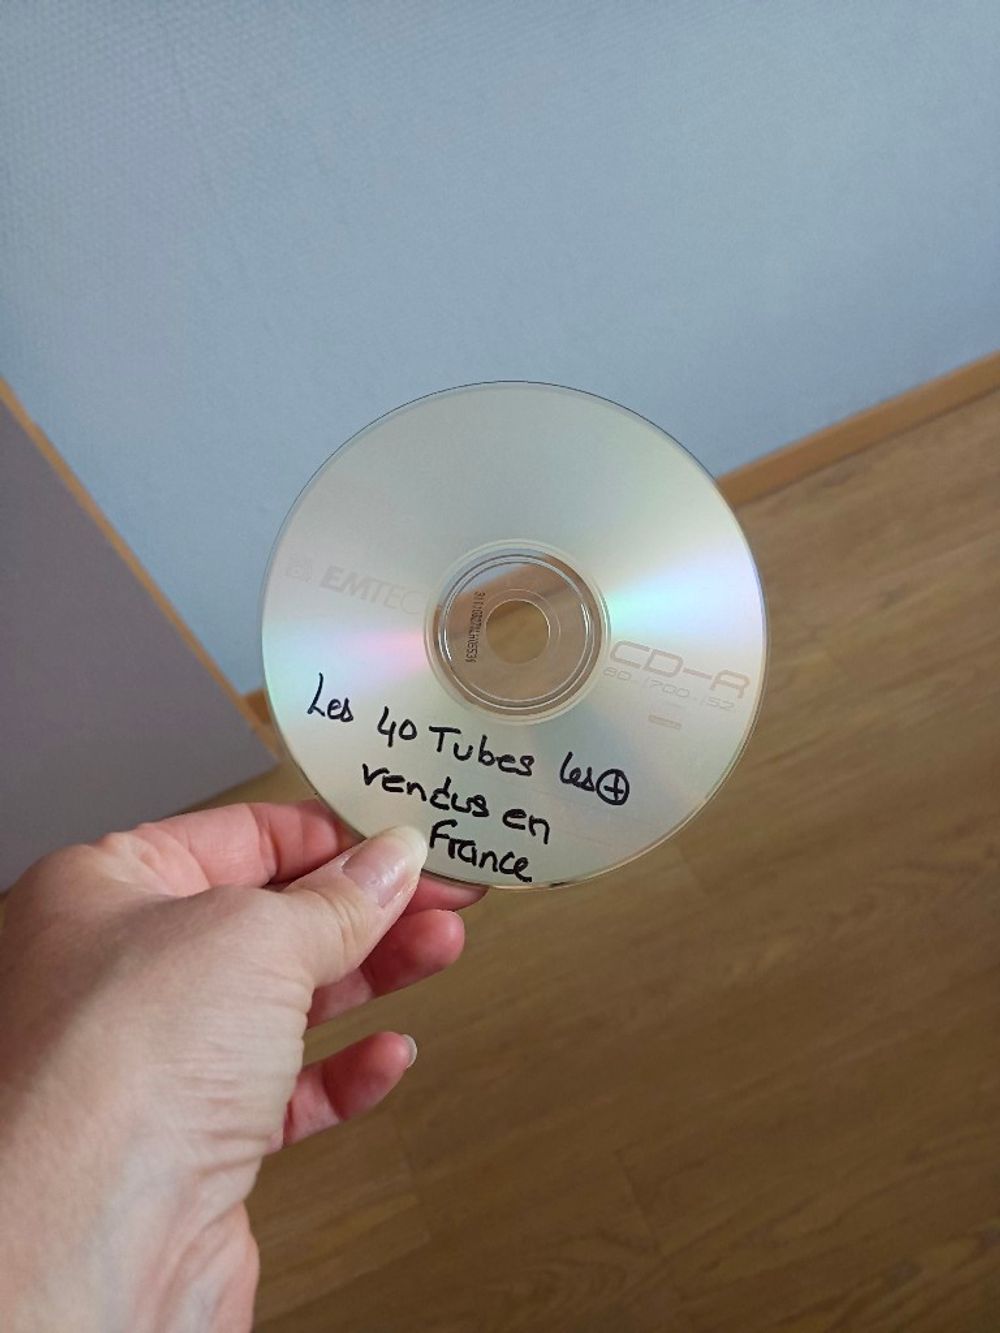 EMTEC
CD-R
Les 40 Tubes les ⊕
vendus en
France